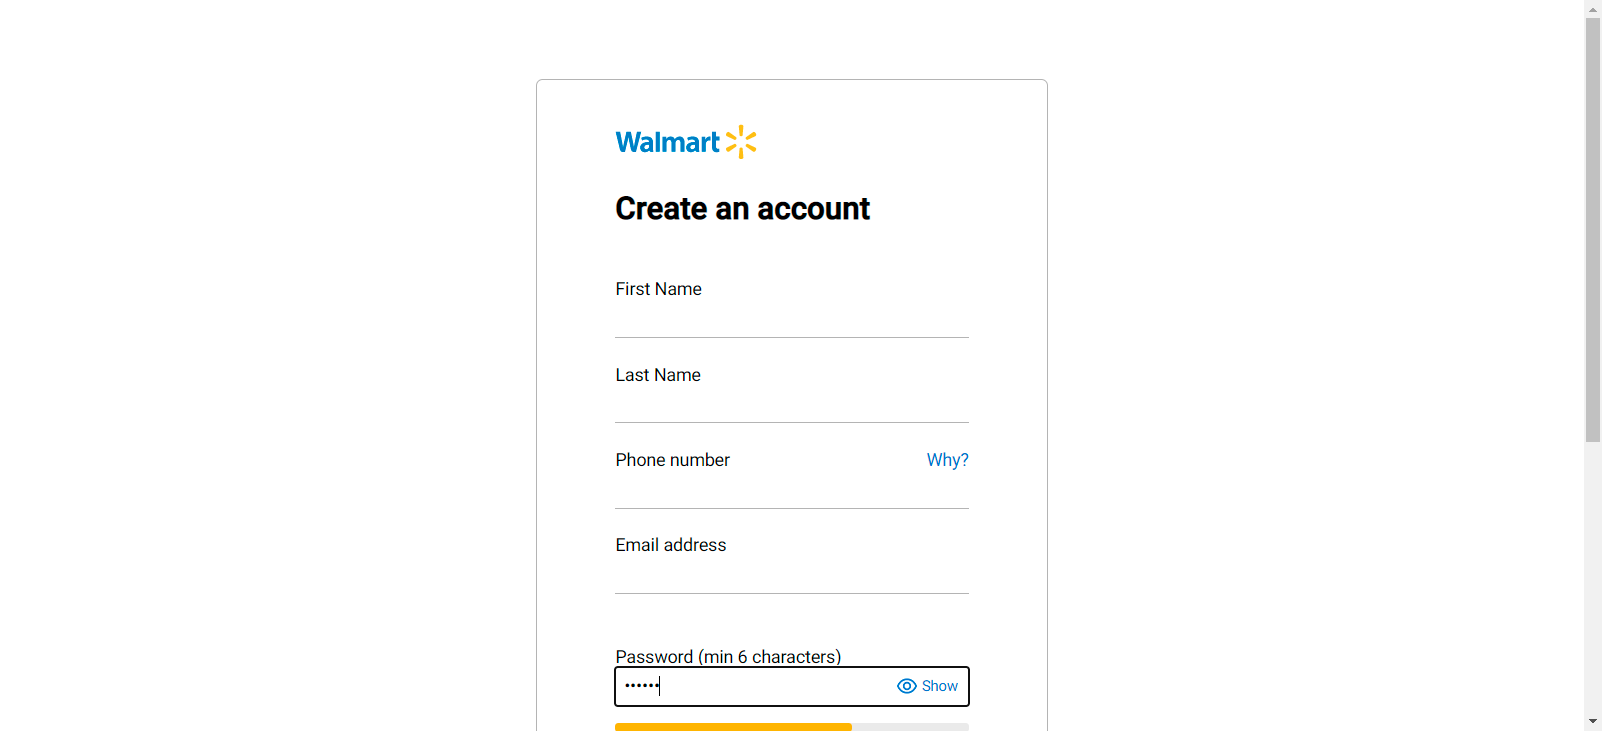 Walmart
Create an account
First Name
Last Name
Phone number Why?
Email address
Password (min 6 characters)
•••••• Show